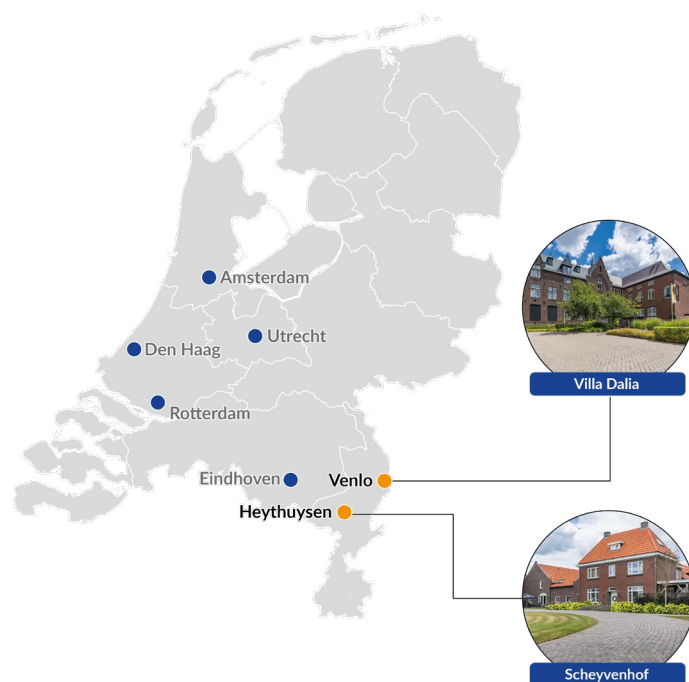 Amsterdam
Utrecht
Den Haag
Villa Dalia
Rotterdam
Eindhoven
Venlo
Heythuysen
Scheyvenhof